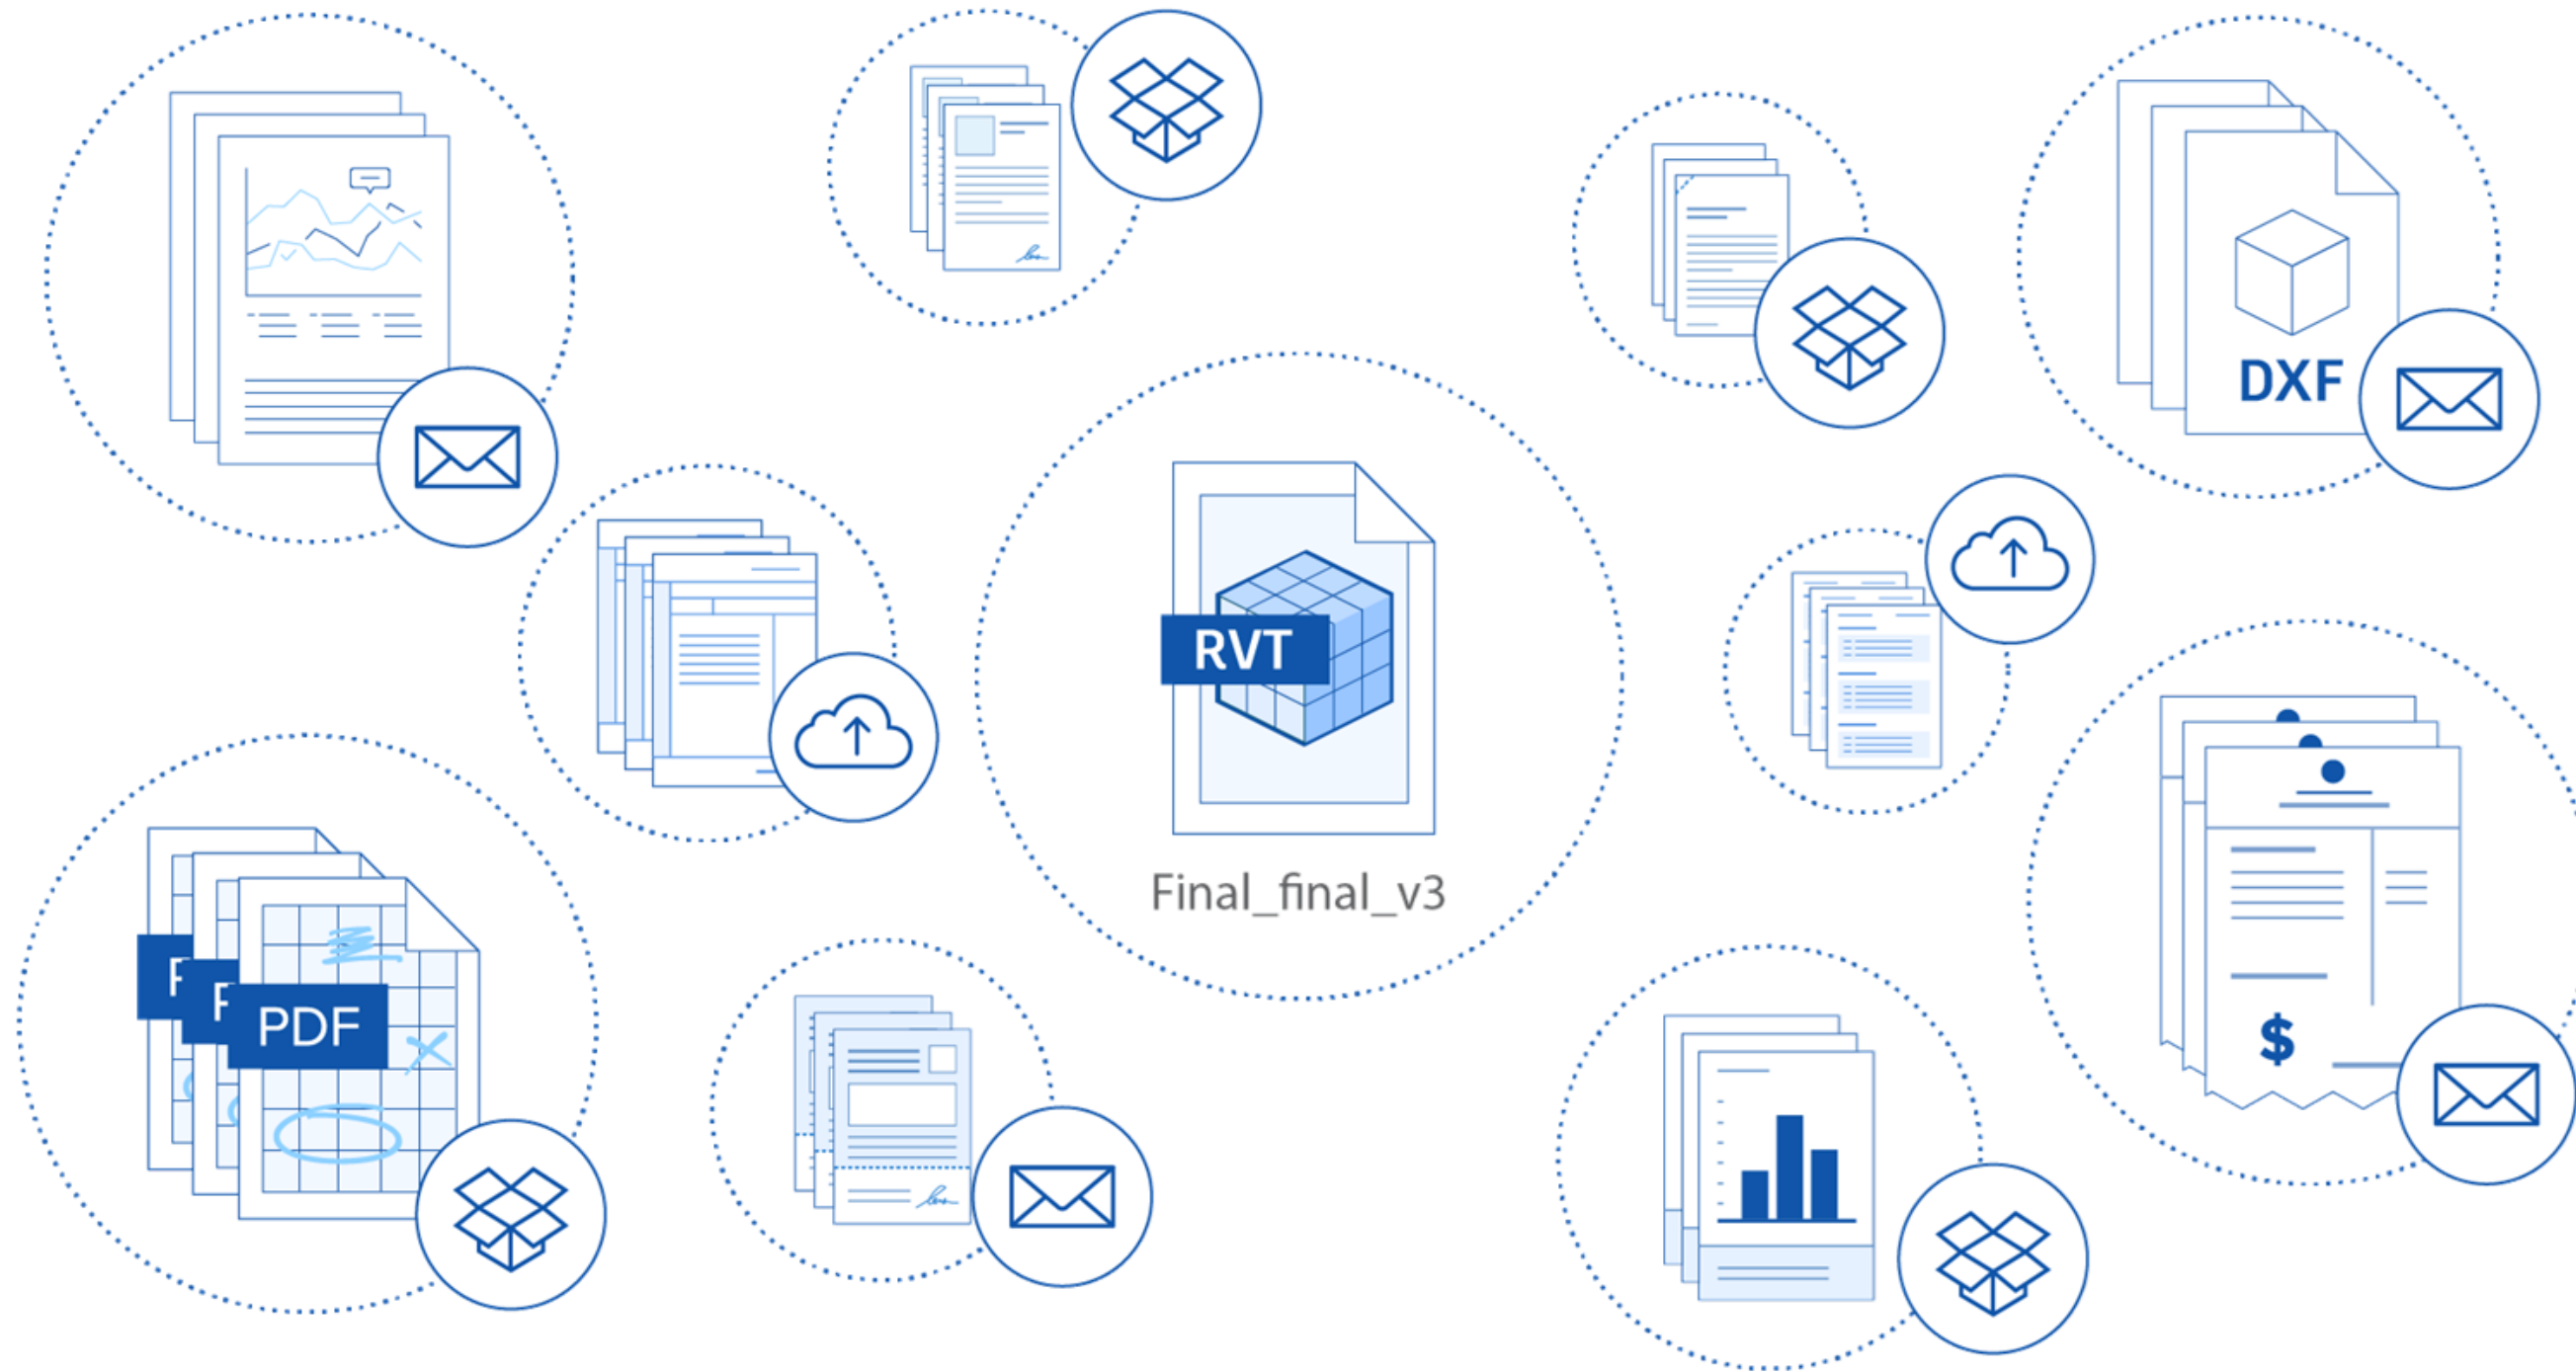 DXF
RVT
Final_final_v3
P
P
PDF
$